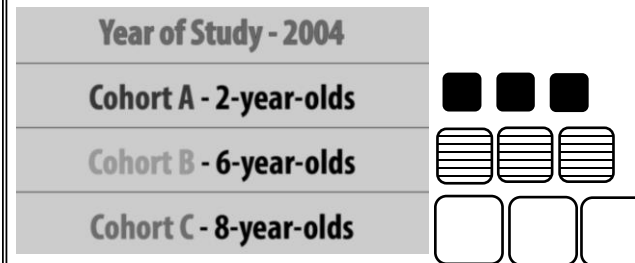 Year of Study - 2004
Cohort A - 2-year-olds
Cohort B - 6-year-olds
Cohort C - 8-year-olds